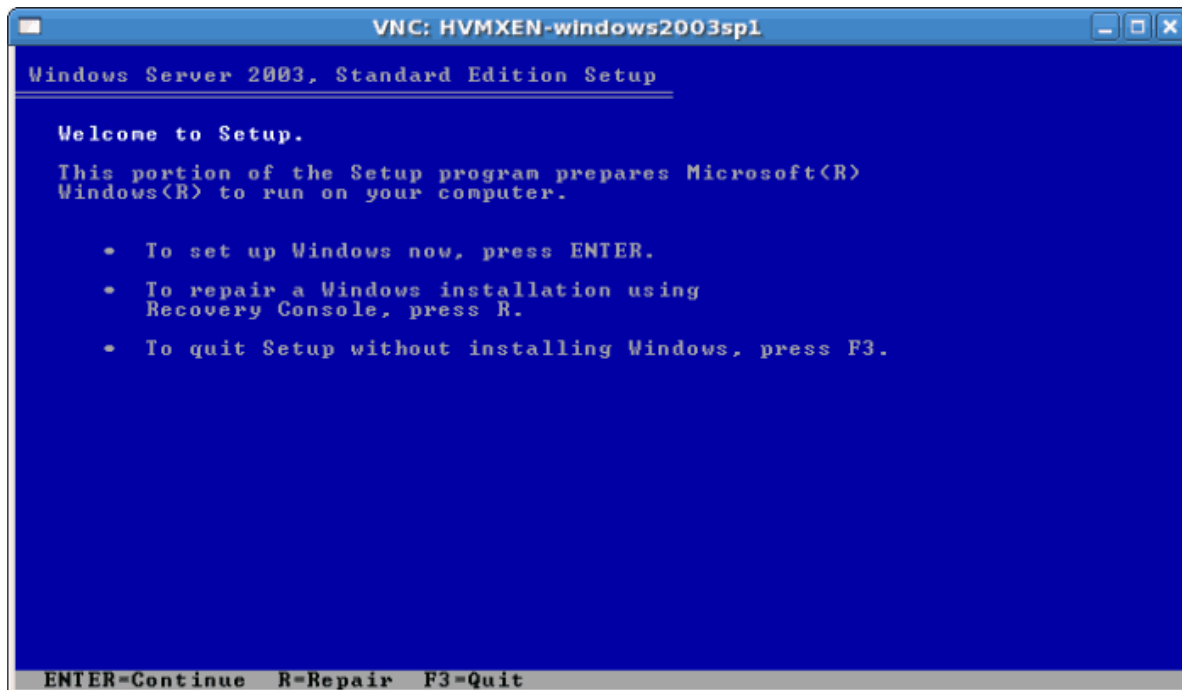 VNC: HVMXEN-windows2003sp1
Windows Server 2003, Standard Edition Setup
Welcome to Setup.
This portion of the Setup program prepares Microsoft(R)
Windows(R) to run on your computer.
• To set up Windows now, press ENTER.
• To repair a Windows installation using
Recovery Console, press R.
• To quit Setup without installing Windows, press F3.
ENTER=Continue R=Repair F3=Quit